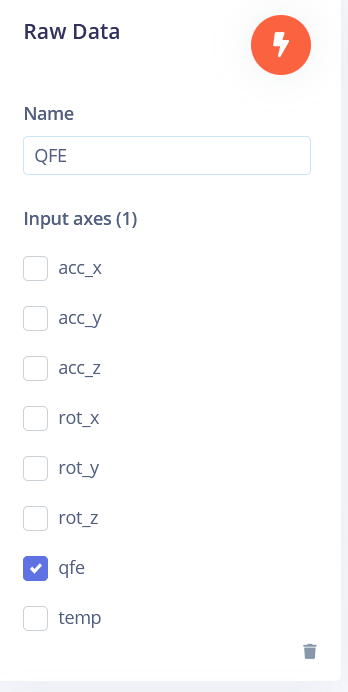 Raw Data
Name
QFE
Input axes (1)
acc_x
acc_y
acc_z
rot_x
rot_y
rot_z
qfe
temp